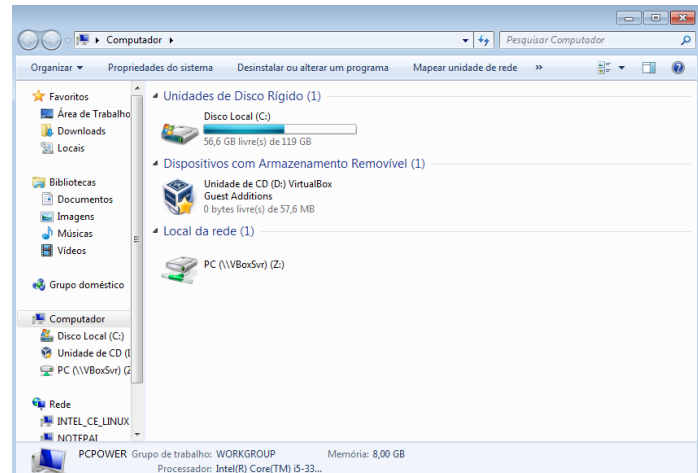 Computador
Pesquisar Computador
Organizar
Propriedades do sistema
Desinstalar ou alterar um programa
Mapear unidade de rede
»
Favoritos
Área de Trabalho
Downloads
Locais
Bibliotecas
Documentos
Imagens
Músicas
Vídeos
Grupo doméstico
Computador
Disco Local (C:)
Unidade de CD (
PC (\\VBoxSvr) (Z
Rede
INTEL_CE_LINUX
NOTEPAI
Unidades de Disco Rígido (1)
Disco Local (C:)
56,6 GB livre(s) de 119 GB
Dispositivos com Armazenamento Removível (1)
Unidade de CD (D:) VirtualBox
Guest Additions
0 bytes livre(s) de 57,6 MB
Local da rede (1)
PC (\\VBoxSvr) (Z:)
PCPOWER Grupo de trabalho: WORKGROUP Memória: 8,00 GB
Processador: Intel(R) Core(TM) i5-33...